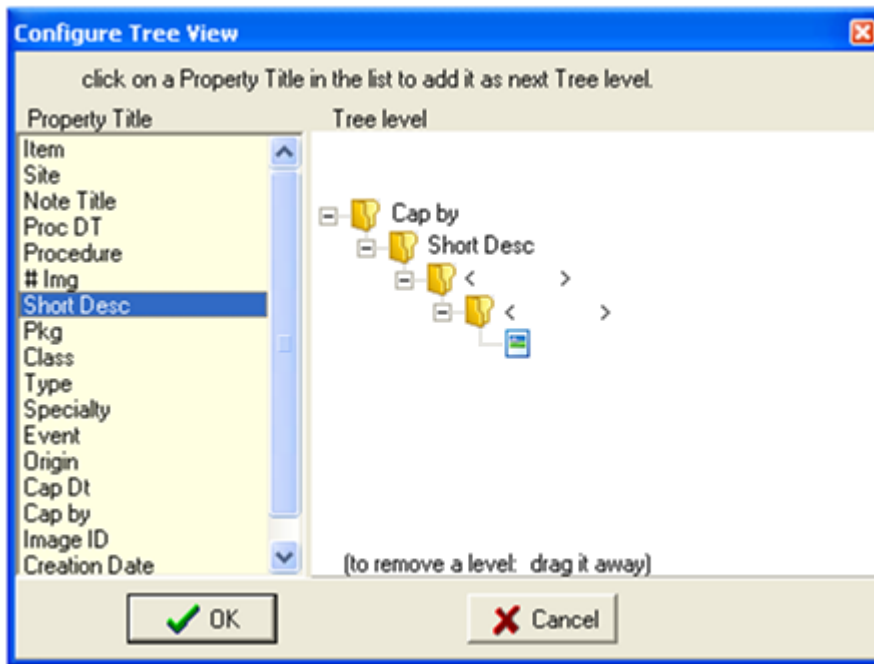 Configure Tree View
click on a Property Title in the list to add it as next Tree level.
Property Title
Tree level
Item
Site
Note Title
Proc DT
Procedure
# Img
Short Desc
Pkg
Class
Type
Specialty
Event
Origin
Cap Dt
Cap by
Image ID
Creation Date
Cap by
Short Desc
< >
< >
(to remove a level: drag it away)
OK
Cancel